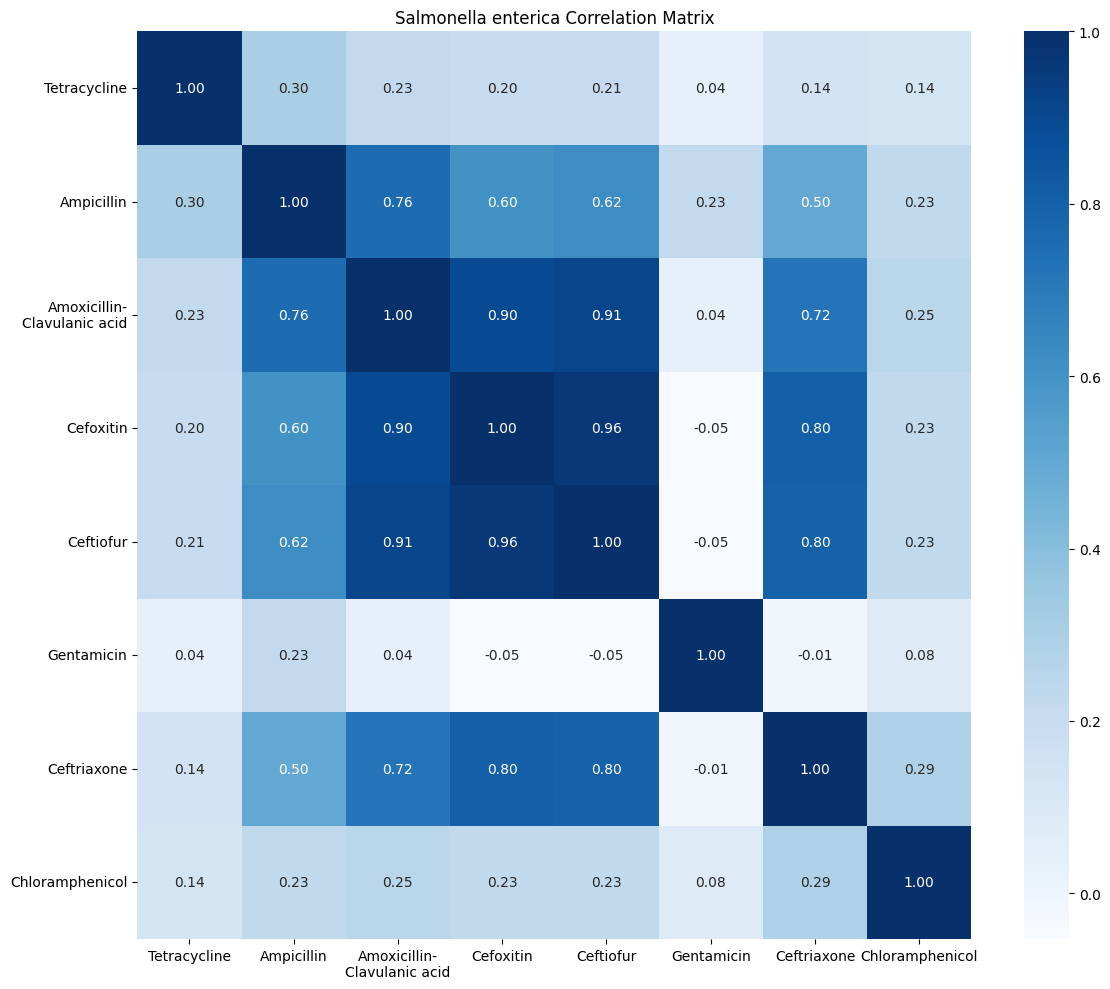 Salmonella enterica Correlation Matrix
Tetracycline 1.00 0.30 0.23 0.20 0.21 0.04 0.14 0.14
Ampicillin 0.30 1.00 0.76 0.60 0.62 0.23 0.50 0.23
Amoxicillin-
Clavulanic acid 0.23 0.76 1.00 0.90 0.91 0.04 0.72 0.25
Cefoxitin 0.20 0.60 0.90 1.00 0.96 -0.05 0.80 0.23
Ceftiofur 0.21 0.62 0.91 0.96 1.00 -0.05 0.80 0.23
Gentamicin 0.04 0.23 0.04 -0.05 -0.05 1.00 -0.01 0.08
Ceftriaxone 0.14 0.50 0.72 0.80 0.80 -0.01 1.00 0.29
Chloramphenicol 0.14 0.23 0.25 0.23 0.23 0.08 0.29 1.00
Tetracycline Ampicillin Amoxicillin- Cefoxitin Ceftiofur Gentamicin Ceftriaxone Chloramphenicol
Clavulanic acid
1.0
0.8
0.6
0.4
0.2
0.0